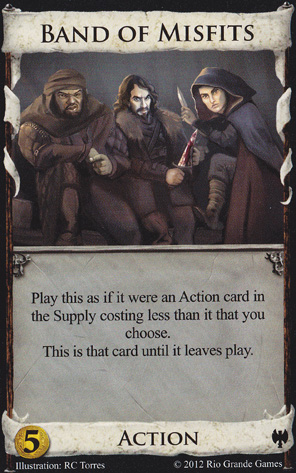 BAND OF MISFITS
Play this as if it were an Action card in
the Supply costing less than it that you
choose.
This is that card until it leaves play.
5
ACTION
Illustration: RC Torres
© 2012 Rio Grande Games